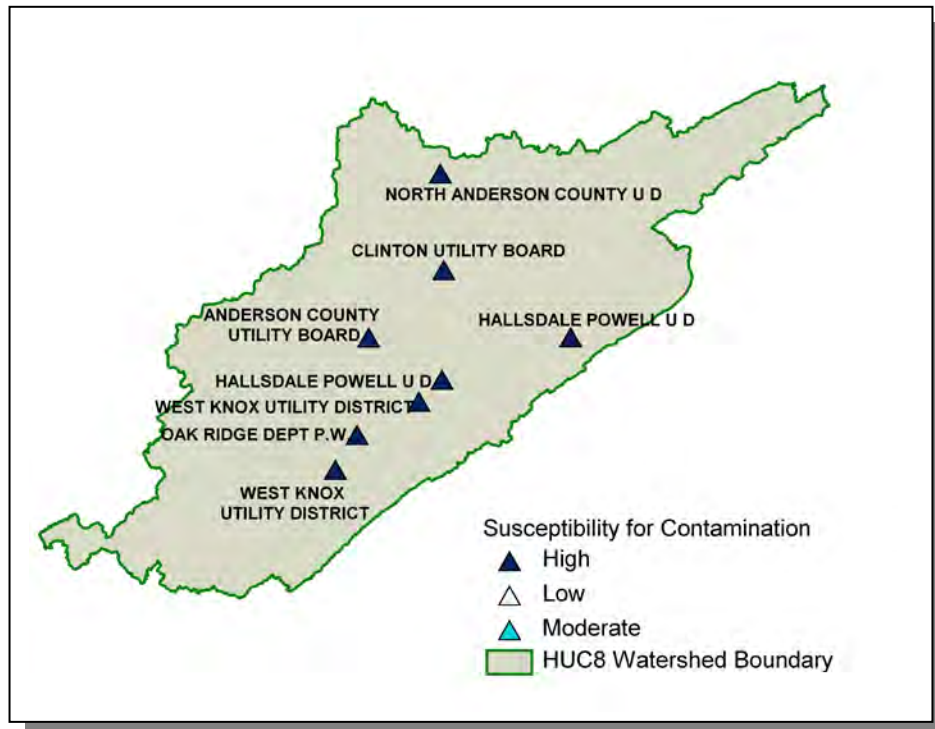 NORTH ANDERSON COUNTY U D
CLINTON UTILITY BOARD
ANDERSON COUNTY
UTILITY BOARD
HALLSDALE POWELL U D
HALLSDALE POWELL U D
WEST KNOX UTILITY DISTRICT
OAK RIDGE DEPT P.W.
WEST KNOX
UTILITY DISTRICT
Susceptibility for Contamination
High
Low
Moderate
HUC8 Watershed Boundary